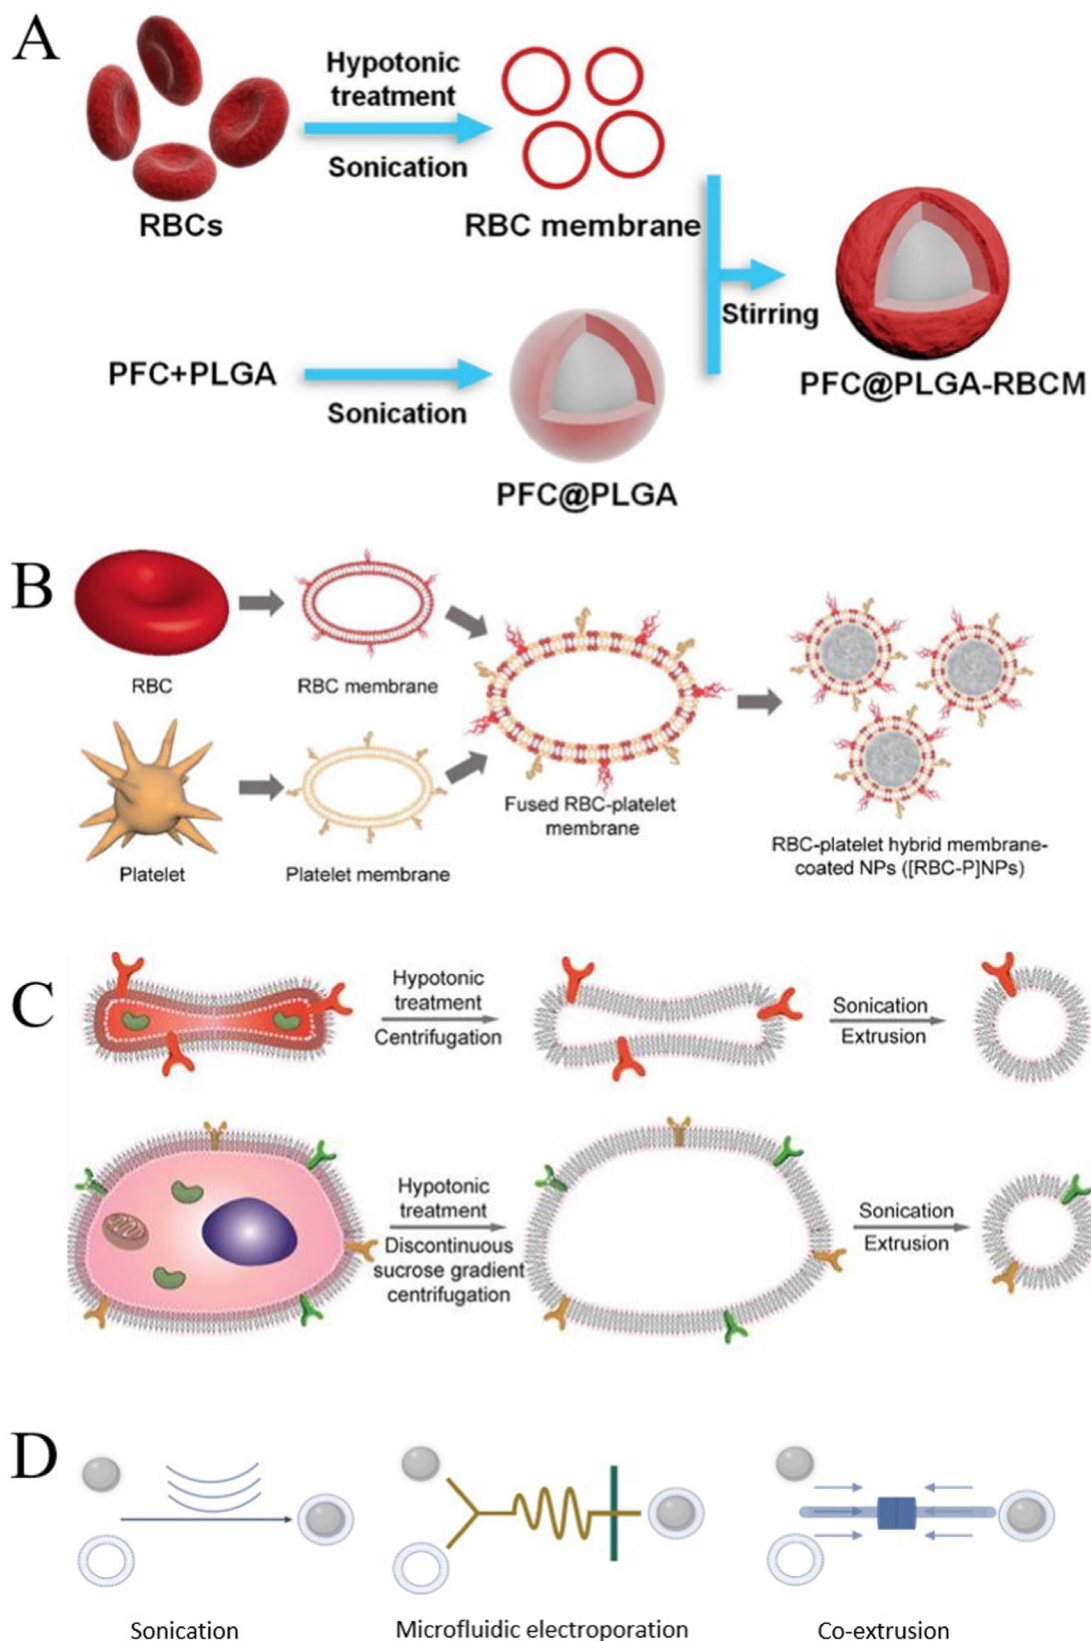 A
Hypotonic
treatment
Sonication
RBCs
RBC membrane
Stirring
PFC+PLGA
Sonication
PFC@PLGA-RBCM
PFC@PLGA
B
RBC
RBC membrane
Platelet
Platelet membrane
Fused RBC-platelet
membrane
RBC-platelet hybrid membrane-
coated NPs ([RBC-P]NPs)
C
Hypotonic
treatment
Centrifugation
Sonication
Extrusion
Hypotonic
treatment
Discontinuous
sucrose gradient
centrifugation
Sonication
Extrusion
D
Sonication
Microfluidic electroporation
Co-extrusion